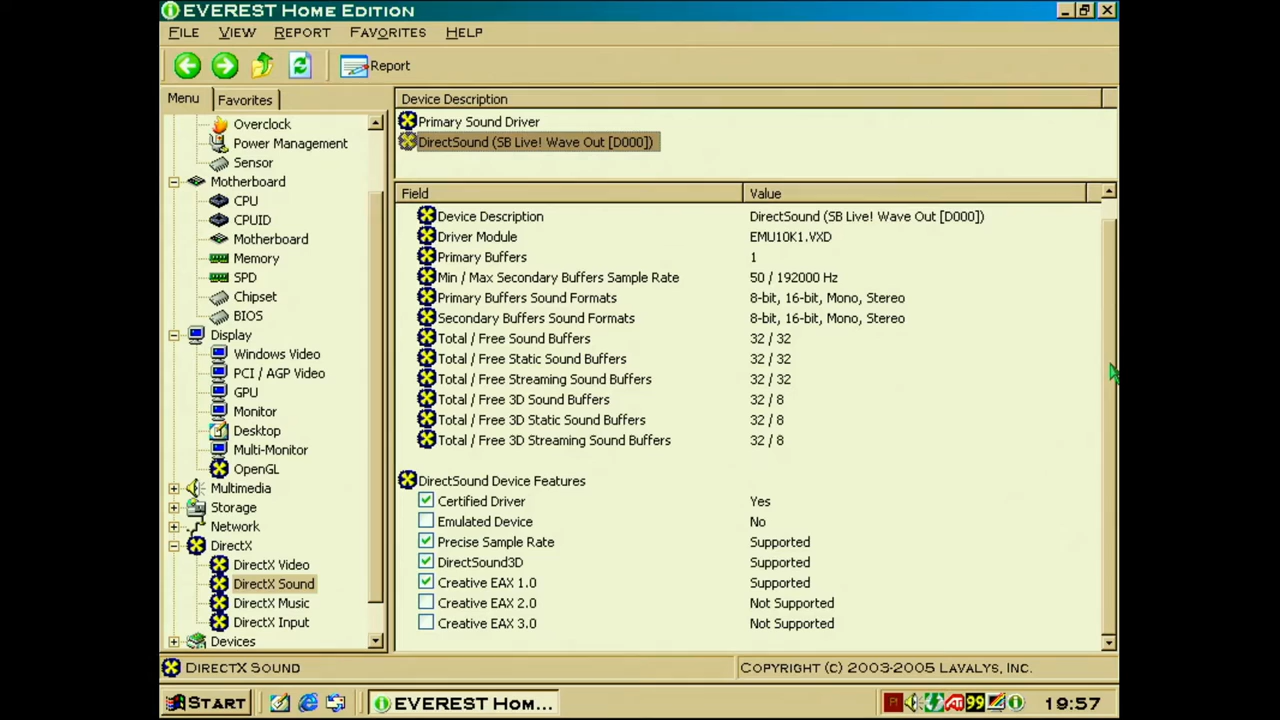 EVEREST Home Edition
File View Report Favorites Help
Report
Menu Favorites
Overclock
Power Management
Sensor
Motherboard
CPU
CPUID
Motherboard
Memory
SPD
Chipset
BIOS
Display
Windows Video
PCI / AGP Video
GPU
Monitor
Desktop
Multi-Monitor
OpenGL
Multimedia
Storage
Network
DirectX
DirectX Video
DirectX Sound
DirectX Music
DirectX Input
Devices
Device Description
Primary Sound Driver
DirectSound (SB Live! Wave Out [D000])
Field Value
Device Description DirectSound (SB Live! Wave Out [D000])
Driver Module EMU10K1.VXD
Primary Buffers 1
Min / Max Secondary Buffers Sample Rate 50 / 192000 Hz
Primary Buffers Sound Formats 8-bit, 16-bit, Mono, Stereo
Secondary Buffers Sound Formats 8-bit, 16-bit, Mono, Stereo
Total / Free Sound Buffers 32 / 32
Total / Free Static Sound Buffers 32 / 32
Total / Free Streaming Sound Buffers 32 / 32
Total / Free 3D Sound Buffers 32 / 8
Total / Free 3D Static Sound Buffers 32 / 8
Total / Free 3D Streaming Sound Buffers 32 / 8
DirectSound Device Features
Certified Driver Yes
Emulated Device No
Precise Sample Rate Supported
DirectSound3D Supported
Creative EAX 1.0 Supported
Creative EAX 2.0 Not Supported
Creative EAX 3.0 Not Supported
DirectX Sound Copyright (c) 2003-2005 Lavalys, Inc.
Start EVEREST Hom... 99 19:57